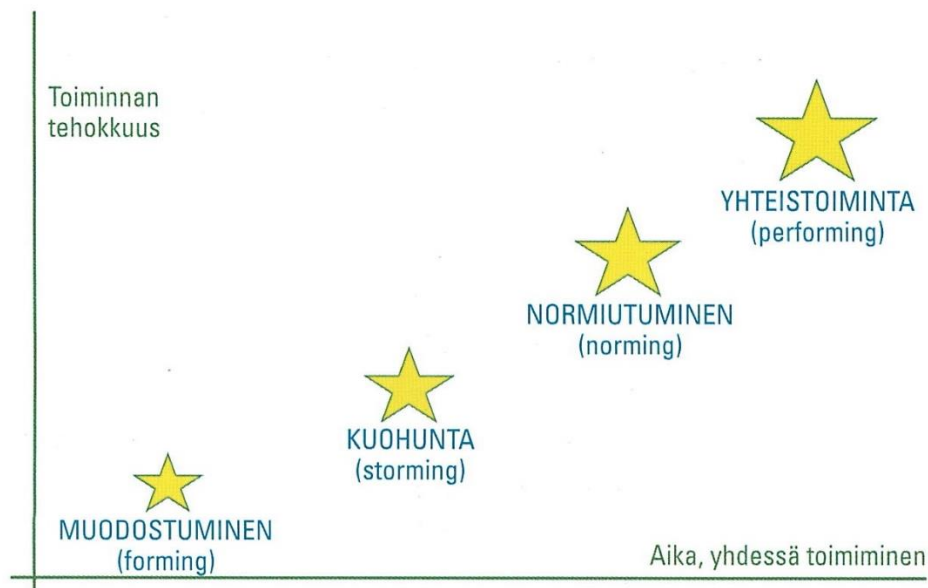 Toiminnan
tehokkuus
YHTEISTOIMINTA
(performing)
NORMIUTUMINEN
(norming)
KUOHUNTA
(storming)
MUODOSTUMINEN
(forming)
Aika, yhdessä toimiminen